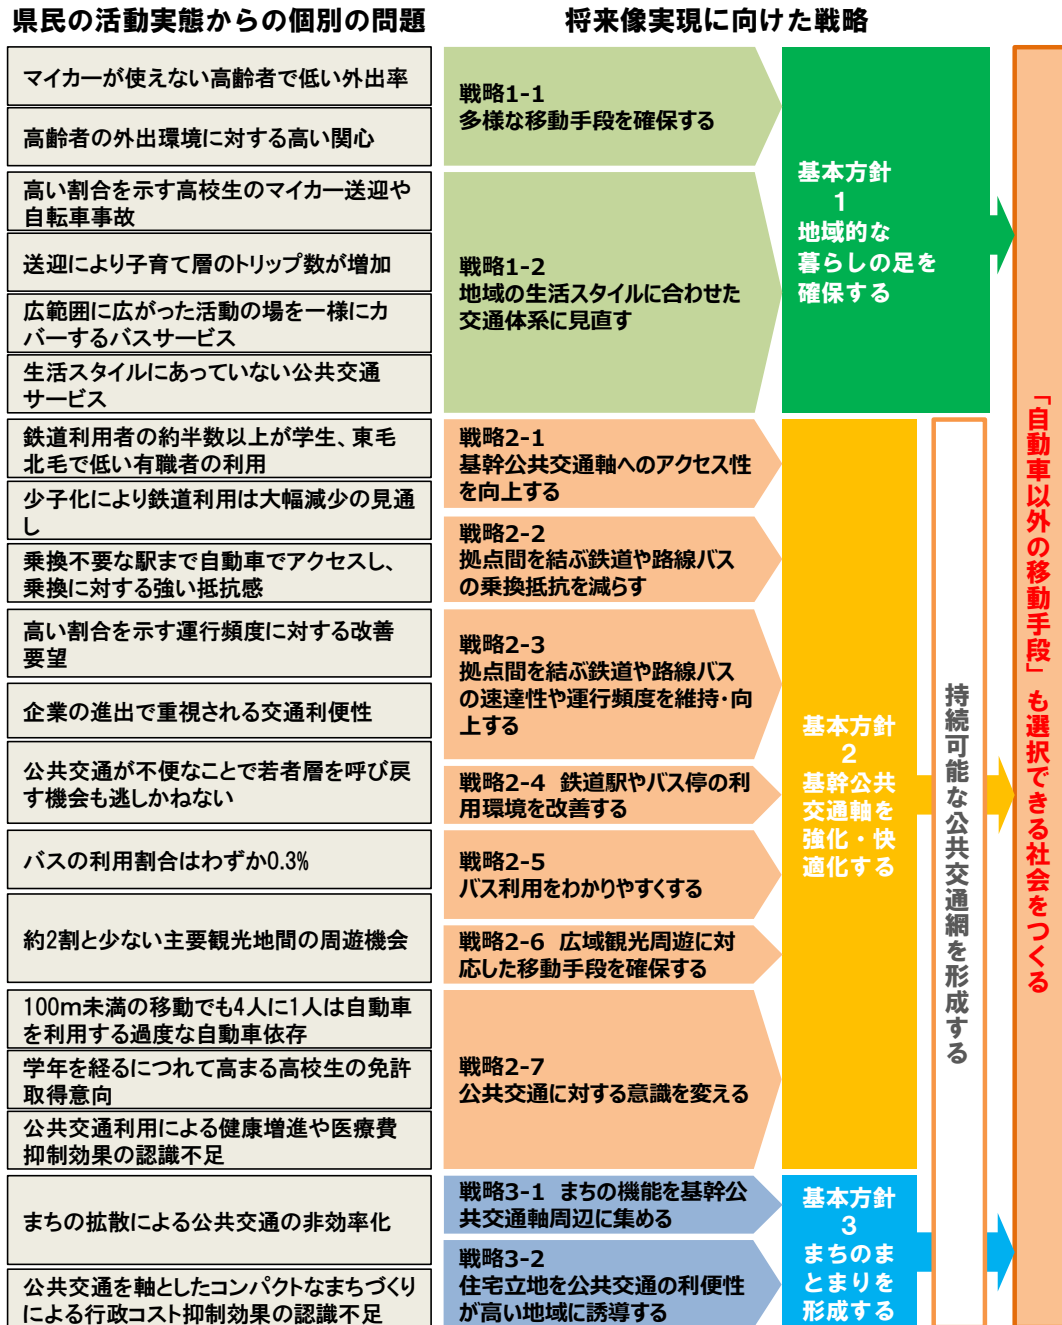 県民の活動実態からの個別の問題
将来像実現に向けた戦略
マイカーが使えない高齢者で低い外出率
高齢者の外出環境に対する高い関心
高い割合を示す高校生のマイカー送迎や
自転車事故
送迎により子育て層のトリップ数が増加
広範囲に広がった活動の場を一様にカ
バーするバスサービス
生活スタイルにあっていない公共交通
サービス
鉄道利用者の約半数以上が学生、東毛
北毛で低い有職者の利用
少子化により鉄道利用は大幅減少の見通
し
乗換不要な駅まで自動車でアクセスし、
乗換に対する強い抵抗感
高い割合を示す運行頻度に対する改善
要望
企業の進出で重視される交通利便性
公共交通が不便なことで若者層を呼び戻
す機会も逃しかねない
バスの利用割合はわずか0.3%
約2割と少ない主要観光地間の周遊機会
100m未満の移動でも4人に1人は自動車
を利用する過度な自動車依存
学年を経るにつれて高まる高校生の免許
取得意向
公共交通利用による健康増進や医療費
抑制効果の認識不足
まちの拡散による公共交通の非効率化
公共交通を軸としたコンパクトなまちづくり
による行政コスト抑制効果の認識不足
戦略1-1
多様な移動手段を確保する
戦略1-2
地域の生活スタイルに合わせた
交通体系に見直す
戦略2-1
基幹公共交通軸へのアクセス性
を向上する
戦略2-2
拠点間を結ぶ鉄道や路線バス
の乗換抵抗を減らす
戦略2-3
拠点間を結ぶ鉄道や路線バス
の速達性や運行頻度を維持・向
上する
戦略2-4 鉄道駅やバス停の利
用環境を改善する
戦略2-5
バス利用をわかりやすくする
戦略2-6 広域観光周遊に対
応した移動手段を確保する
戦略2-7
公共交通に対する意識を変える
戦略3-1 まちの機能を基幹公
共交通軸周辺に集める
戦略3-2
住宅立地を公共交通の利便性
が高い地域に誘導する
基本方針
1
地域的な
暮らしの足を
確保する
基本方針
2
基幹公共
交通軸を
強化・快
適化する
基本方針
3
まちのま
とまりを
形成する
持続可能な公共交通網を形成する
「自動車以外の移動手段」も選択できる社会をつくる